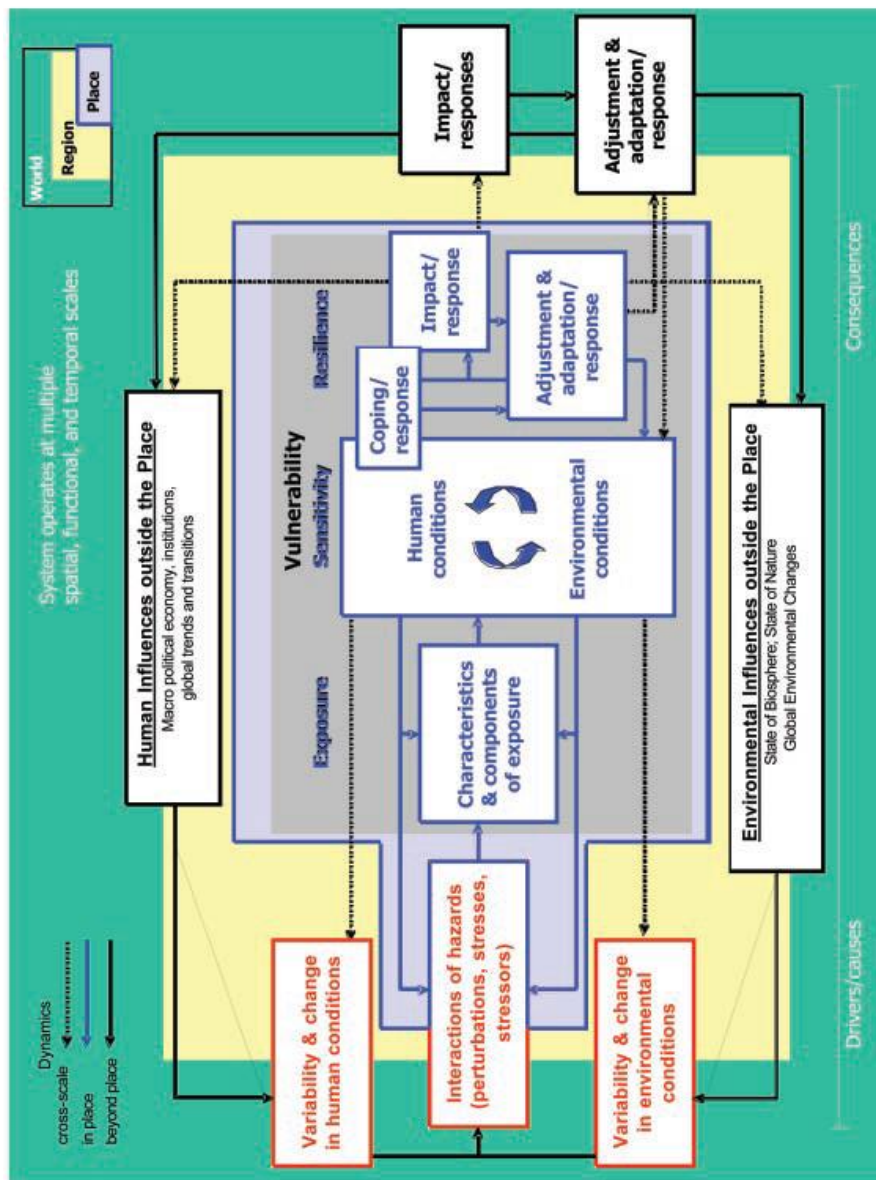 Dynamics
cross-scale
in place
beyond place
System operates at multiple
spatial, functional, and temporal scales
World
Region
Place
Human Influences outside the Place
Macro political economy, institutions,
global trends and transitions
Vulnerability
Exposure
Sensitivity
Resilience
Variability & change
in human conditions
Interactions of hazards
(perturbations, stresses,
stressors)
Variability & change
in environmental
conditions
Characteristics
& components
of exposure
Human
conditions
Environmental
conditions
Coping/
response
Impact/
response
Adjustment &
adaptation/
response
Impact/
responses
Adjustment &
adaptation/
response
Environmental Influences outside the Place
State of Biosphere; State of Nature
Global Environmental Changes
Drivers/causes
Consequences